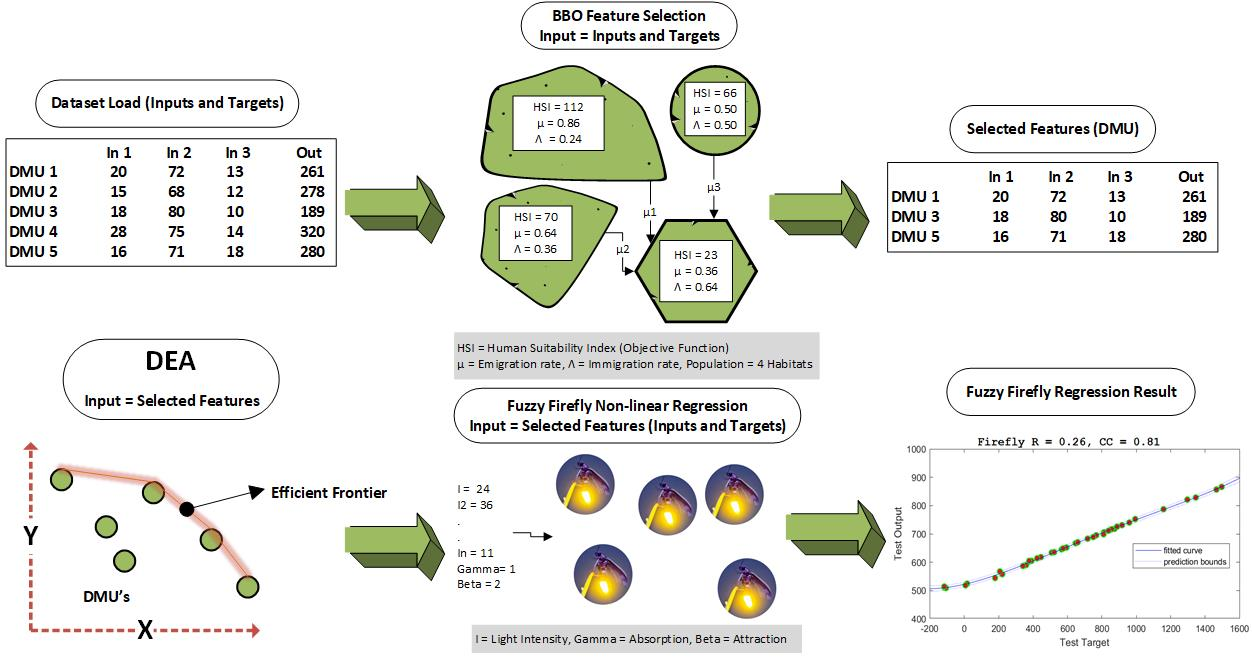 BBO Feature Selection
Input = Inputs and Targets
Dataset Load (Inputs and Targets)
In 1 In 2 In 3 Out
DMU 1 20 72 13 261
DMU 2 15 68 12 278
DMU 3 18 80 10 189
DMU 4 28 75 14 320
DMU 5 16 71 18 280
HSI = 112
μ = 0.86
Λ = 0.24
HSI = 66
μ = 0.50
Λ = 0.50
HSI = 70
μ = 0.64
Λ = 0.36
μ1
μ2
μ3
HSI = 23
μ = 0.36
Λ = 0.64
HSI = Human Suitability Index (Objective Function)
μ = Emigration rate, Λ = Immigration rate, Population = 4 Habitats
Selected Features (DMU)
In 1 In 2 In 3 Out
DMU 1 20 72 13 261
DMU 3 18 80 10 189
DMU 5 16 71 18 280
DEA
Input = Selected Features
Y
Efficient Frontier
DMU's
X
Fuzzy Firefly Non-linear Regression
Input = Selected Features (Inputs and Targets)
I = 24
I2 = 36
.
.
In = 11
Gamma= 1
Beta = 2
I = Light Intensity, Gamma = Absorption, Beta = Attraction
Fuzzy Firefly Regression Result
Firefly R = 0.26, CC = 0.81
1000
900
800
700
600
500
400
Test Output
fitted curve
prediction bounds
-200 0 200 400 600 800 1000 1200 1400 1600
Test Target